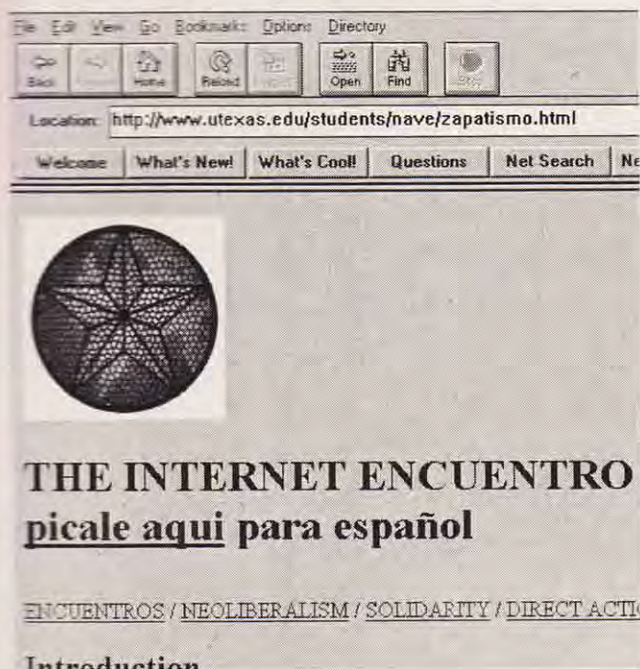 File Edit View Go Bookmarks Options Directory
Back Home Reload Open Find Stop
Location: http://www.utexas.edu/students/nave/zapatismo.html
Welcome What's New! What's Cool! Questions Net Search Ne
THE INTERNET ENCUENTRO
picale aqui para español
ENCUENTROS / NEOLIBERALISM / SOLIDARITY / DIRECT ACTI
Introduction